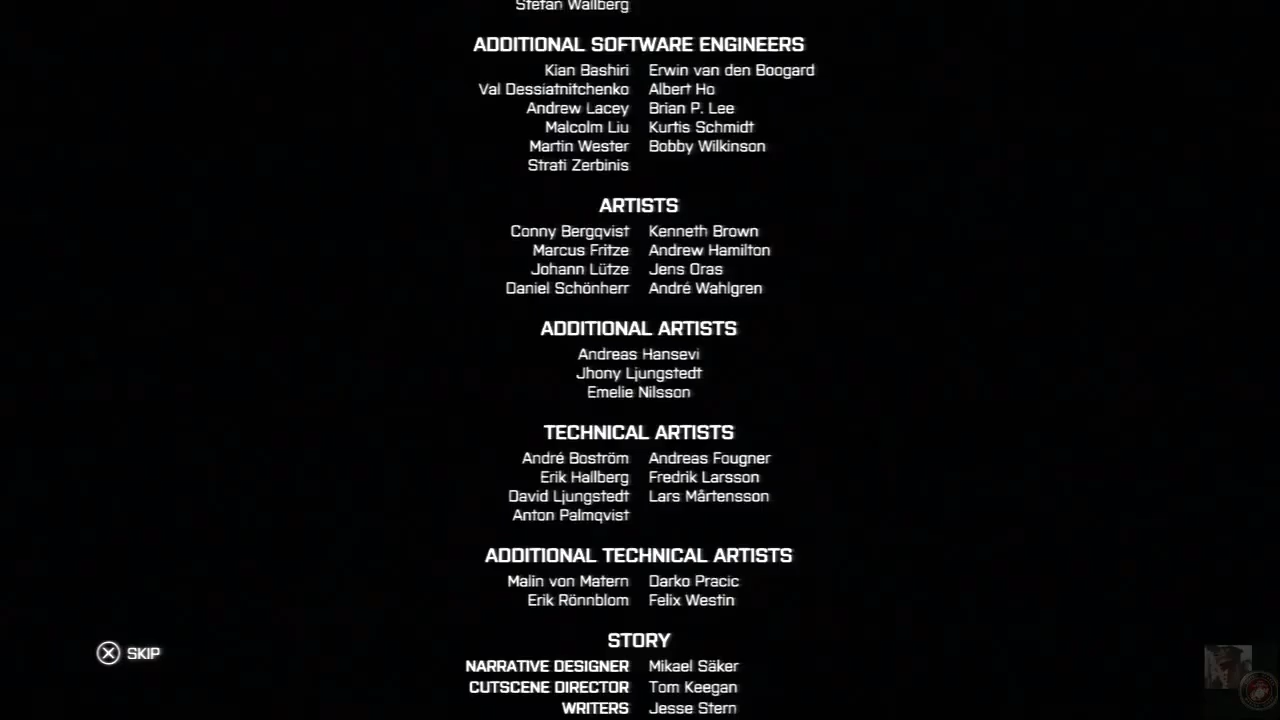 Stefan Wallberg
ADDITIONAL SOFTWARE ENGINEERS
Kian Bashiri Erwin van den Boogard
Val Dessiatnitchenko Albert Ho
Andrew Lacey Brian P. Lee
Malcolm Liu Kurtis Schmidt
Martin Wester Bobby Wilkinson
Strati Zerbinis
ARTISTS
Conny Bergqvist Kenneth Brown
Marcus Fritze Andrew Hamilton
Johann Lütze Jens Oras
Daniel Schönherr André Wahlgren
ADDITIONAL ARTISTS
Andreas Hansevi
Jhony Ljungstedt
Emelie Nilsson
TECHNICAL ARTISTS
André Boström Andreas Fougner
Erik Hallberg Fredrik Larsson
David Ljungstedt Lars Mårtensson
Anton Palmqvist
ADDITIONAL TECHNICAL ARTISTS
Malin von Matern Darko Pracic
Erik Rönnblom Felix Westin
STORY
NARRATIVE DESIGNER Mikael Säker
CUTSCENE DIRECTOR Tom Keegan
WRITERS Jesse Stern
SKIP